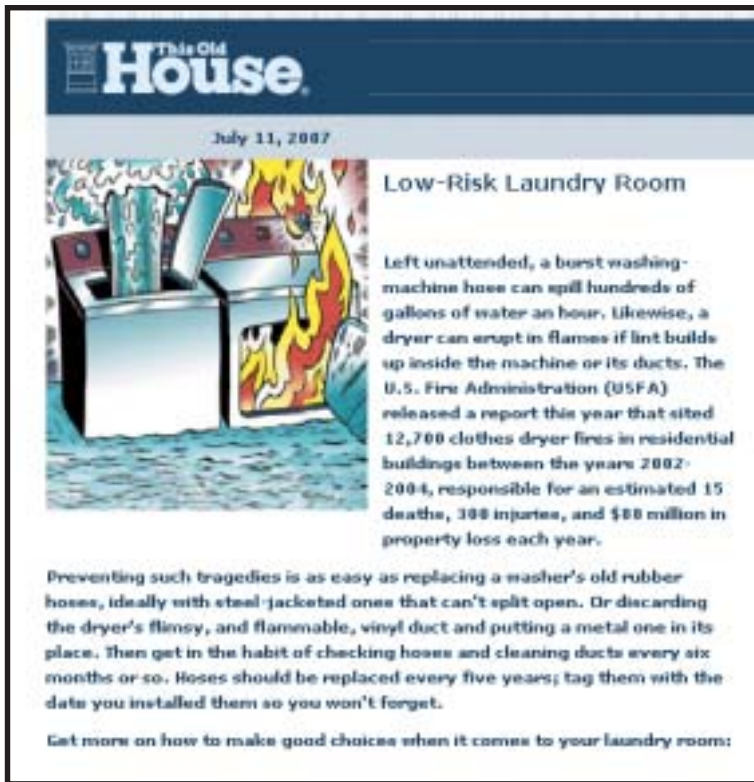 This Old
House
July 11, 2007
Low-Risk Laundry Room
Left unattended, a burst washing-
machine hose can spill hundreds of
gallons of water an hour. Likewise, a
dryer can erupt in flames if lint builds
up inside the machine or its ducts. The
U.S. Fire Administration (USFA)
released a report this year that sited
12,700 clothes dryer fires in residential
buildings between the years 2002-
2004, responsible for an estimated 15
deaths, 300 injuries, and $88 million in
property loss each year.
Preventing such tragedies is as easy as replacing a washer's old rubber
hoses, ideally with steel-jacketed ones that can't split open. Or discarding
the dryer's flimsy, and flammable, vinyl duct and putting a metal one in its
place. Then get in the habit of checking hoses and cleaning ducts every six
months or so. Hoses should be replaced every five years; tag them with the
date you installed them so you won't forget.
Get more on how to make good choices when it comes to your laundry room: